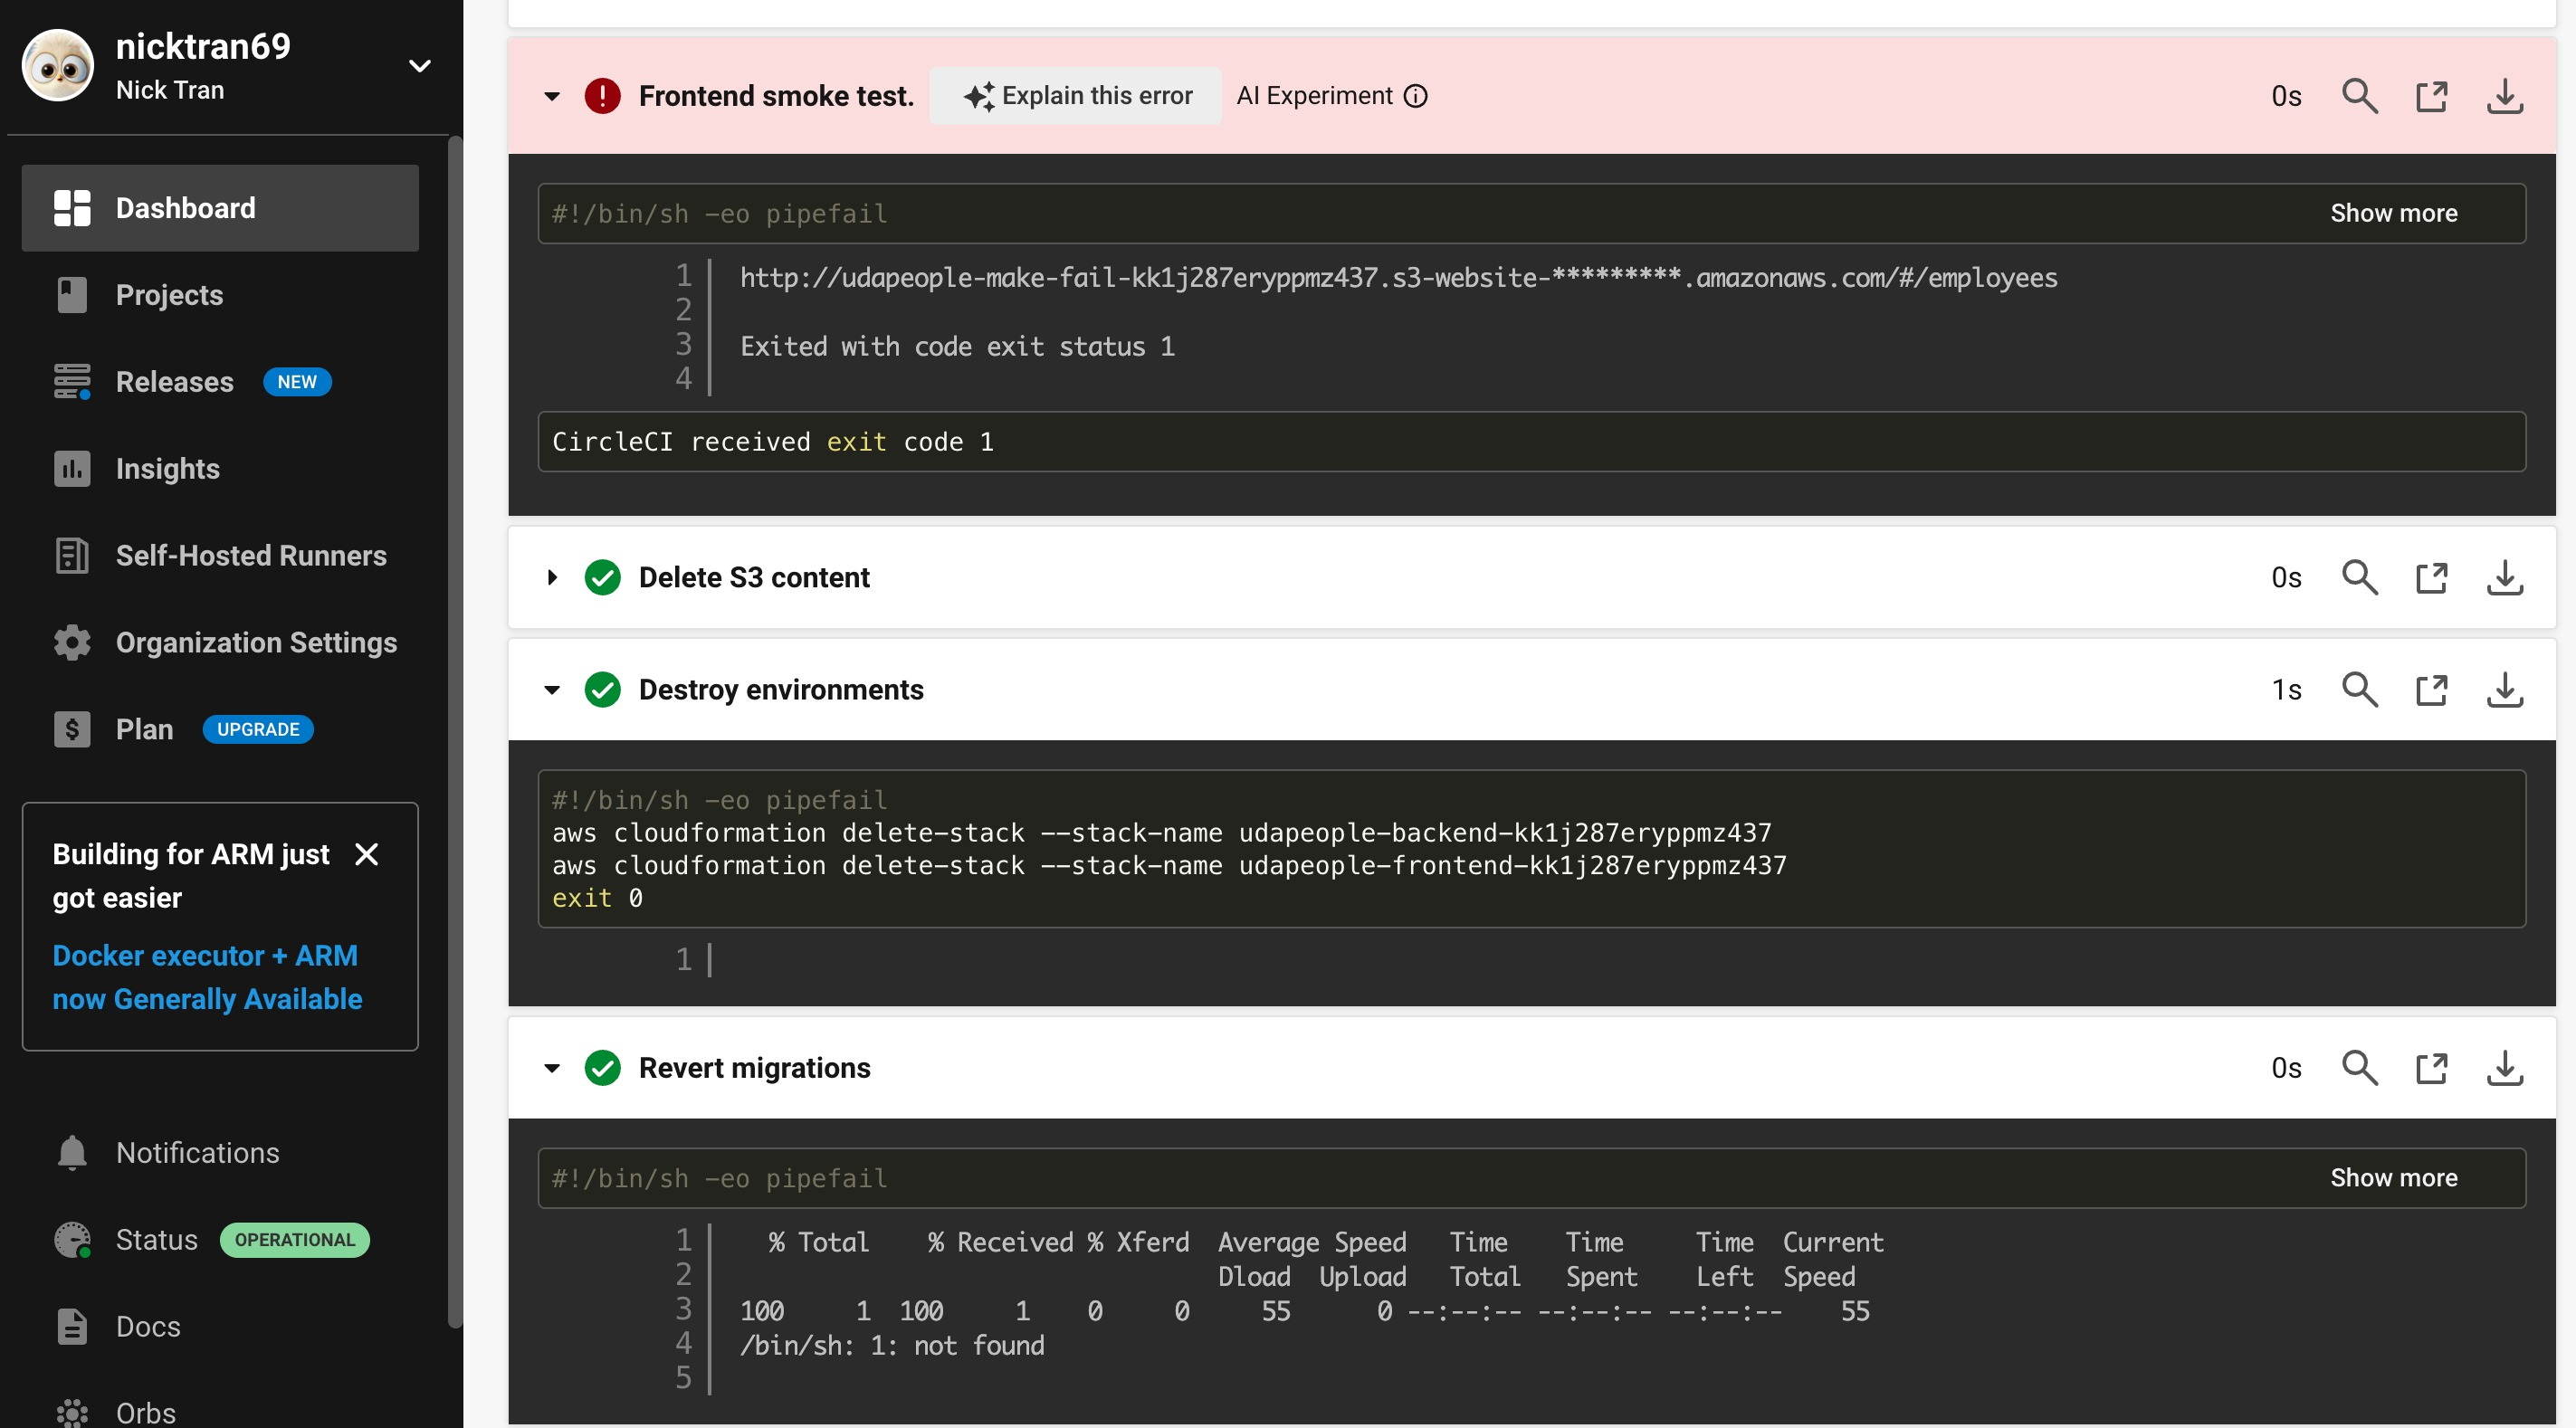 nicktran69
Nick Tran
Dashboard
Projects
Releases NEW
Insights
Self-Hosted Runners
Organization Settings
$ Plan UPGRADE
Building for ARM just
got easier
Docker executor + ARM
now Generally Available
Notifications
Status OPERATIONAL
Docs
Orbs
Frontend smoke test. Explain this error AI Experiment 0s
#!/bin/sh -eo pipefail Show more
1 http://udapeople-make-fail-kk1j287eryppmz437.s3-website-*********.amazonaws.com/#/employees
2
3 Exited with code exit status 1
4
CircleCI received exit code 1
Delete S3 content 0s
Destroy environments 1s
#!/bin/sh -eo pipefail
aws cloudformation delete-stack --stack-name udapeople-backend-kk1j287eryppmz437
aws cloudformation delete-stack --stack-name udapeople-frontend-kk1j287eryppmz437
exit 0
1
Revert migrations 0s
#!/bin/sh -eo pipefail Show more
1 % Total % Received % Xferd Average Speed Time Time Time Current
2 Dload Upload Total Spent Left Speed
3 100 1 100 1 0 0 55 0 --:--:-- --:--:-- --:--:-- 55
4 /bin/sh: 1: not found
5